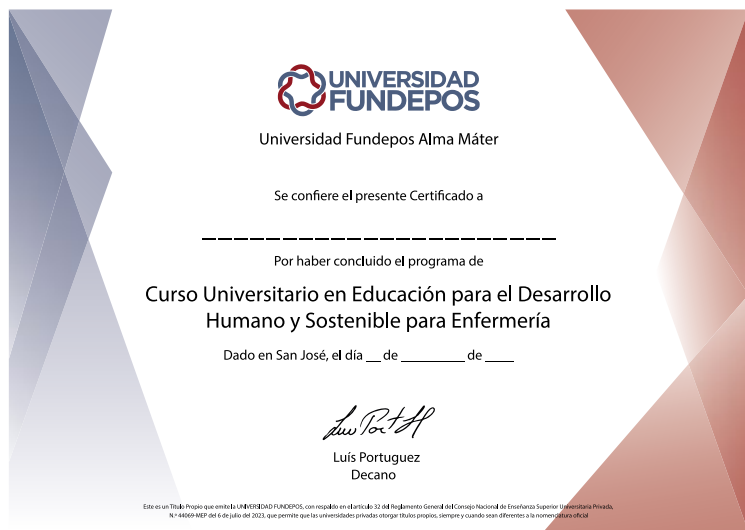 UNIVERSIDAD
FUNDEPOS
Universidad Fundepos Alma Máter
Se confiere el presente Certificado a
_ _ _ _ _ _ _ _ _ _ _ _ _ _ _ _ _ _ _ _ _ _
Por haber concluido el programa de
Curso Universitario en Educación para el Desarrollo
Humano y Sostenible para Enfermería
Dado en San José, el día __ de _________ de ____
Luís Portuguez
Decano
Este es un Título Propio que emite la UNIVERSIDAD FUNDEPOS, con respaldo en el artículo 32 del Reglamento General del Consejo Nacional de Enseñanza Superior Universitaria Privada,
N.º 44069-MEP del 6 de julio del 2023, que permite que las universidades privadas otorgar títulos propios, siempre y cuando sean diferentes a la nomenclatura oficial